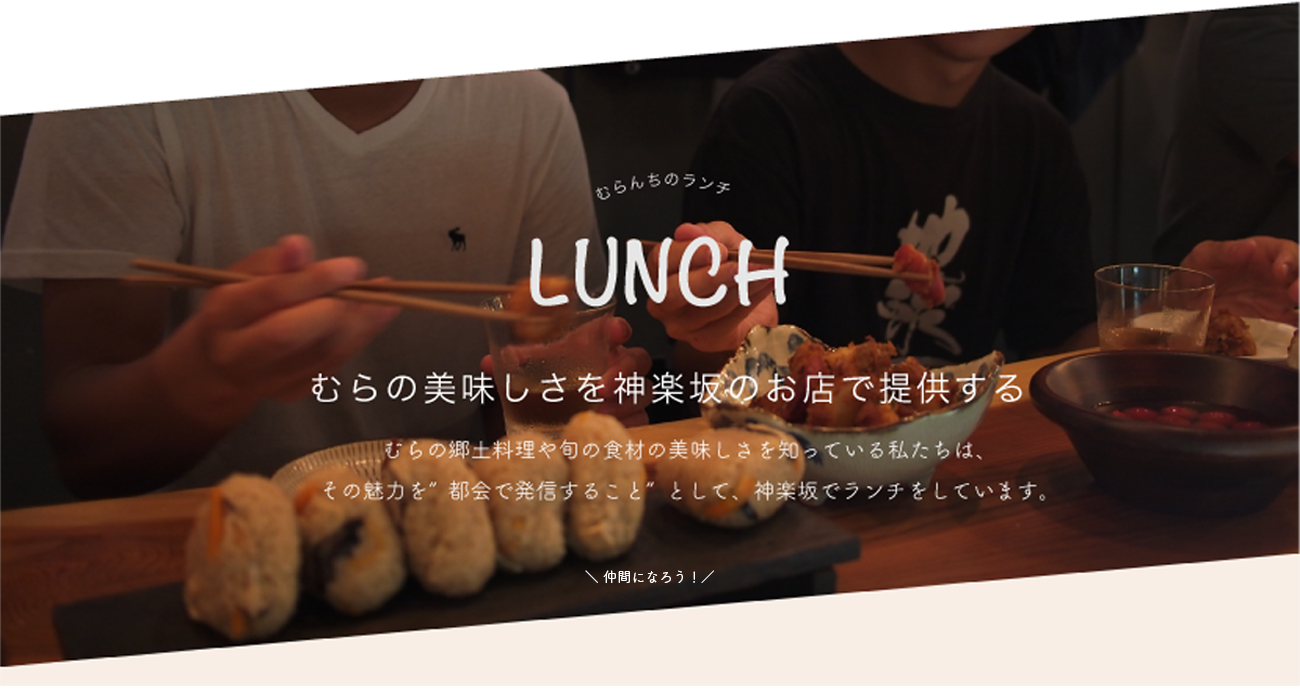 むらんちのランチ
LUNCH
むらの美味しさを神楽坂のお店で提供する
むらの郷土料理や旬の食材の美味しさを知っている私たちは、
その魅力を”都会で発信すること”として、神楽坂でランチをしています。
＼ 仲間になろう！／